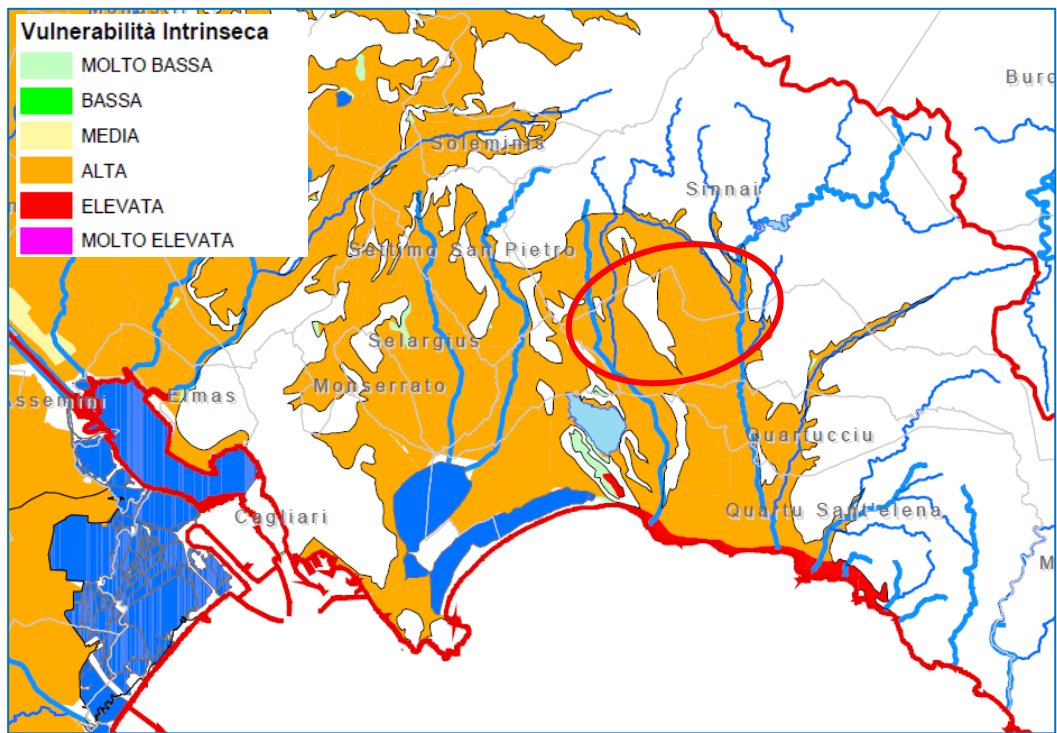 Vulnerabilità Intrinseca
MOLTO BASSA
BASSA
MEDIA
ALTA
ELEVATA
MOLTO ELEVATA
Soleminis
Sinnai
Settimo San Pietro
Selargius
Monserrato
Elmas
Assemini
Quartucciu
Quartu Sant'elena
Cagliari